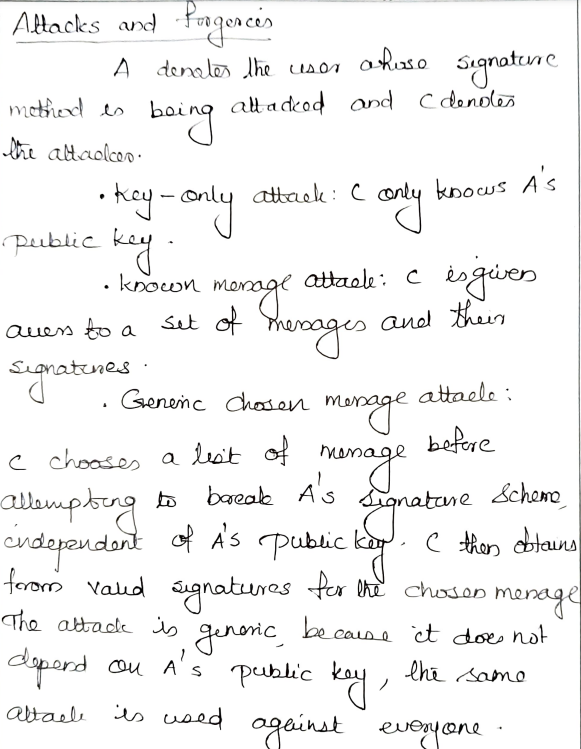 Attacks and Forgeries
A denotes the user whose signature
method is being attacked and C denotes
the attacker.
• Key-only attack: C only knows A's
public key.
• known message attack: C is given
access to a set of messages and their
signatures.
• Generic chosen message attack:
C chooses a list of message before
attempting to break A's signature scheme,
independent of A's public key. C then obtains
from valid signatures for the chosen message
The attack is generic, because it does not
depend on A's public key, the same
attack is used against everyone.